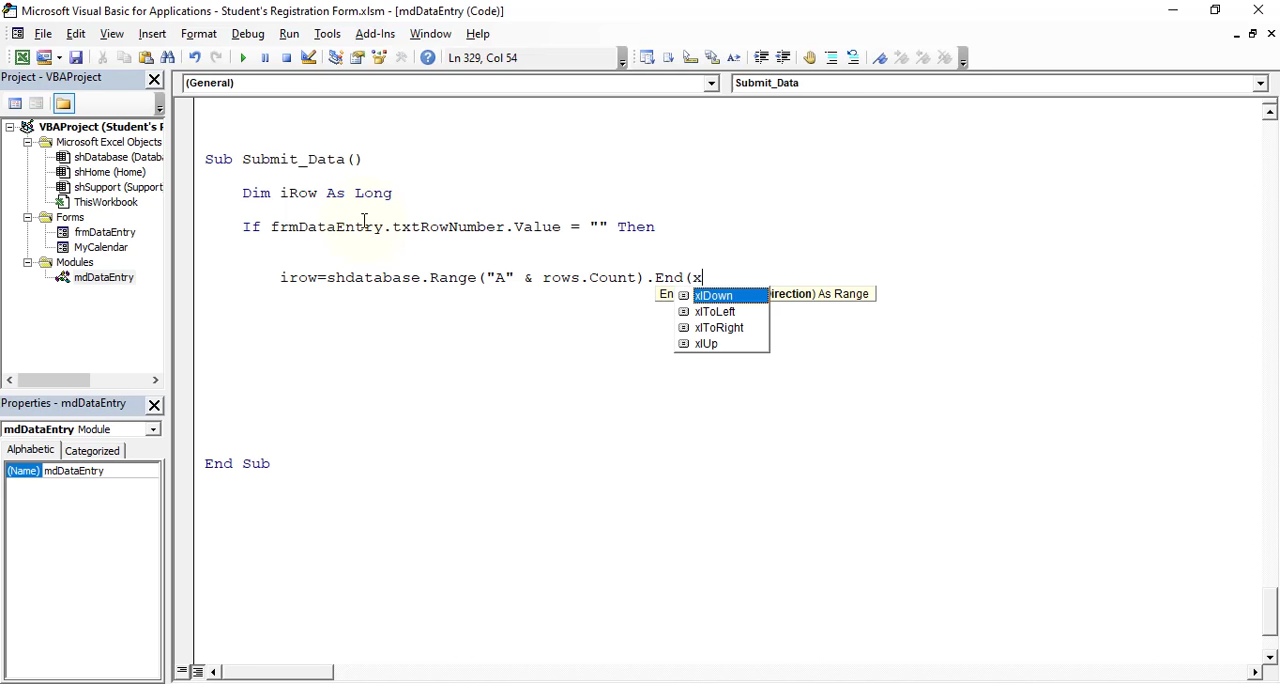 Microsoft Visual Basic for Applications - Student's Registration Form.xlsm - [mdDataEntry (Code)]
File Edit View Insert Format Debug Run Tools Add-Ins Window Help
Ln 329, Col 54
Project - VBAProject
(General) Submit_Data
VBAProject (Student's F
Microsoft Excel Objects
shDatabase (Datab
shHome (Home)
shSupport (Support
ThisWorkbook
Forms
frmDataEntry
MyCalendar
Modules
mdDataEntry
Properties - mdDataEntry
mdDataEntry Module
Alphabetic Categorized
(Name) mdDataEntry
Sub Submit_Data()
Dim iRow As Long
If frmDataEntry.txtRowNumber.Value = "" Then
irow=shdatabase.Range("A" & rows.Count).End(x
En irection) As Range
xlDown
xlToLeft
xlToRight
xlUp
End Sub